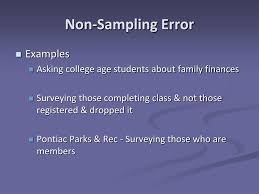 Non-Sampling Error
Examples
Asking college age students about family finances
Surveying those completing class & not those
registered & dropped it
Pontiac Parks & Rec - Surveying those who are
members